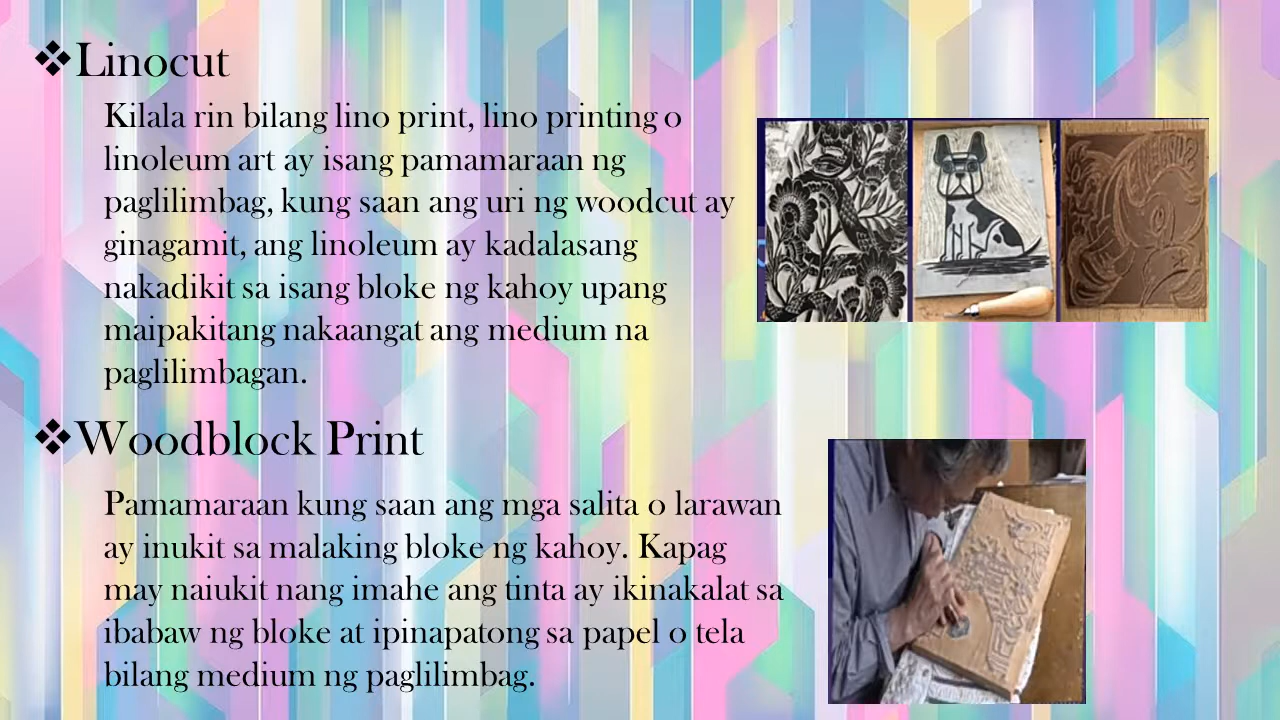 ❖Linocut
Kilala rin bilang lino print, lino printing o
linoleum art ay isang pamamaraan ng
paglilimbag, kung saan ang uri ng woodcut ay
ginagamit, ang linoleum ay kadalasang
nakadikit sa isang bloke ng kahoy upang
maipakitang nakaangat ang medium na
paglilimbagan.
❖Woodblock Print
Pamamaraan kung saan ang mga salita o larawan
ay inukit sa malaking bloke ng kahoy. Kapag
may naiukit nang imahe ang tinta ay ikinakalat sa
ibabaw ng bloke at ipinapatong sa papel o tela
bilang medium ng paglilimbag.